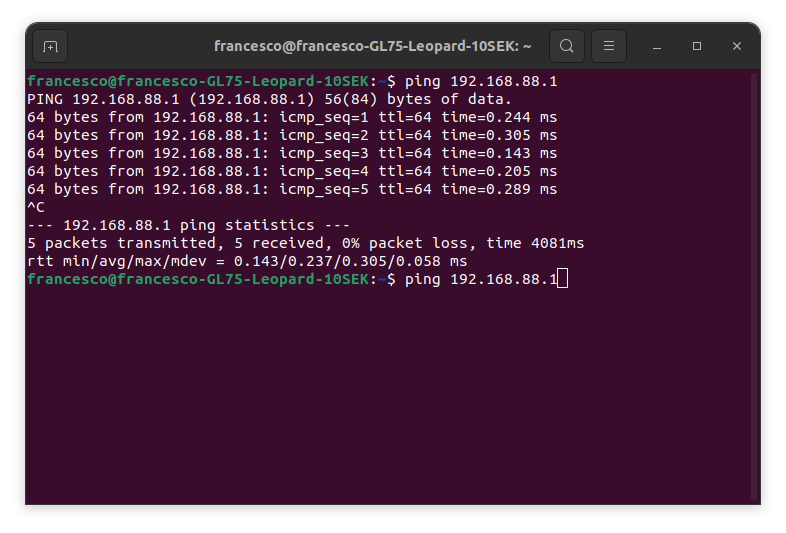 francesco@francesco-GL75-Leopard-10SEK: ~
francesco@francesco-GL75-Leopard-10SEK:~$ ping 192.168.88.1
PING 192.168.88.1 (192.168.88.1) 56(84) bytes of data.
64 bytes from 192.168.88.1: icmp_seq=1 ttl=64 time=0.244 ms
64 bytes from 192.168.88.1: icmp_seq=2 ttl=64 time=0.305 ms
64 bytes from 192.168.88.1: icmp_seq=3 ttl=64 time=0.143 ms
64 bytes from 192.168.88.1: icmp_seq=4 ttl=64 time=0.205 ms
64 bytes from 192.168.88.1: icmp_seq=5 ttl=64 time=0.289 ms
^C
--- 192.168.88.1 ping statistics ---
5 packets transmitted, 5 received, 0% packet loss, time 4081ms
rtt min/avg/max/mdev = 0.143/0.237/0.305/0.058 ms
francesco@francesco-GL75-Leopard-10SEK:~$ ping 192.168.88.1